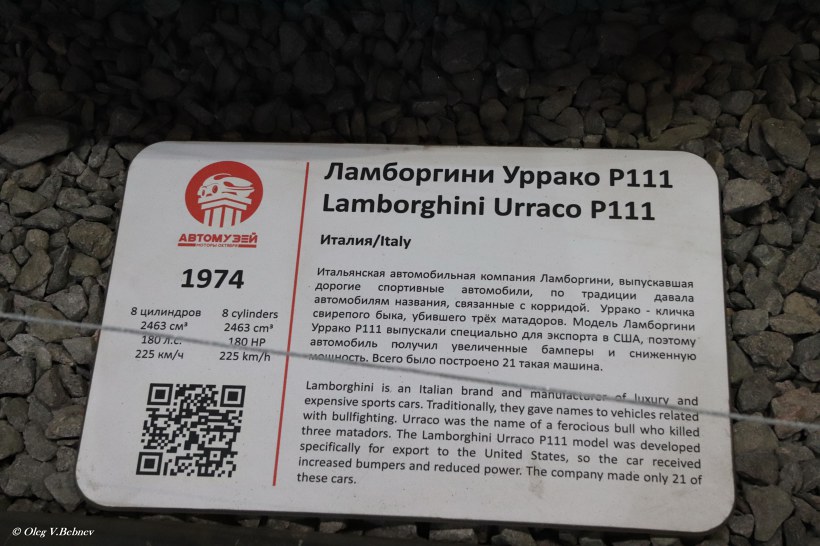 АВТОМУЗЕЙ
МОТОРЫ ОКТЯБРЯ
1974
8 цилиндров 8 cylinders
2463 см³ 2463 cm³
180 л.с. 180 HP
225 км/ч 225 km/h
Ламборгини Уррако Р111
Lamborghini Urraco P111
Италия/Italy
Итальянская автомобильная компания Ламборгини, выпускавшая
дорогие спортивные автомобили, по традиции давала
автомобилям названия, связанные с корридой. Уррако - кличка
свирепого быка, убившего трёх матадоров. Модель Ламборгини
Уррако Р111 выпускали специально для экспорта в США, поэтому
автомобиль получил увеличенные бамперы и сниженную
мощность. Всего было построено 21 такая машина.
Lamborghini is an Italian brand and manufacturer of luxury and
expensive sports cars. Traditionally, they gave names to vehicles related
with bullfighting. Urraco was the name of a ferocious bull who killed
three matadors. The Lamborghini Urraco P111 model was developed
specifically for export to the United States, so the car received
increased bumpers and reduced power. The company made only 21 of
these cars.
© Oleg V.Bebnev